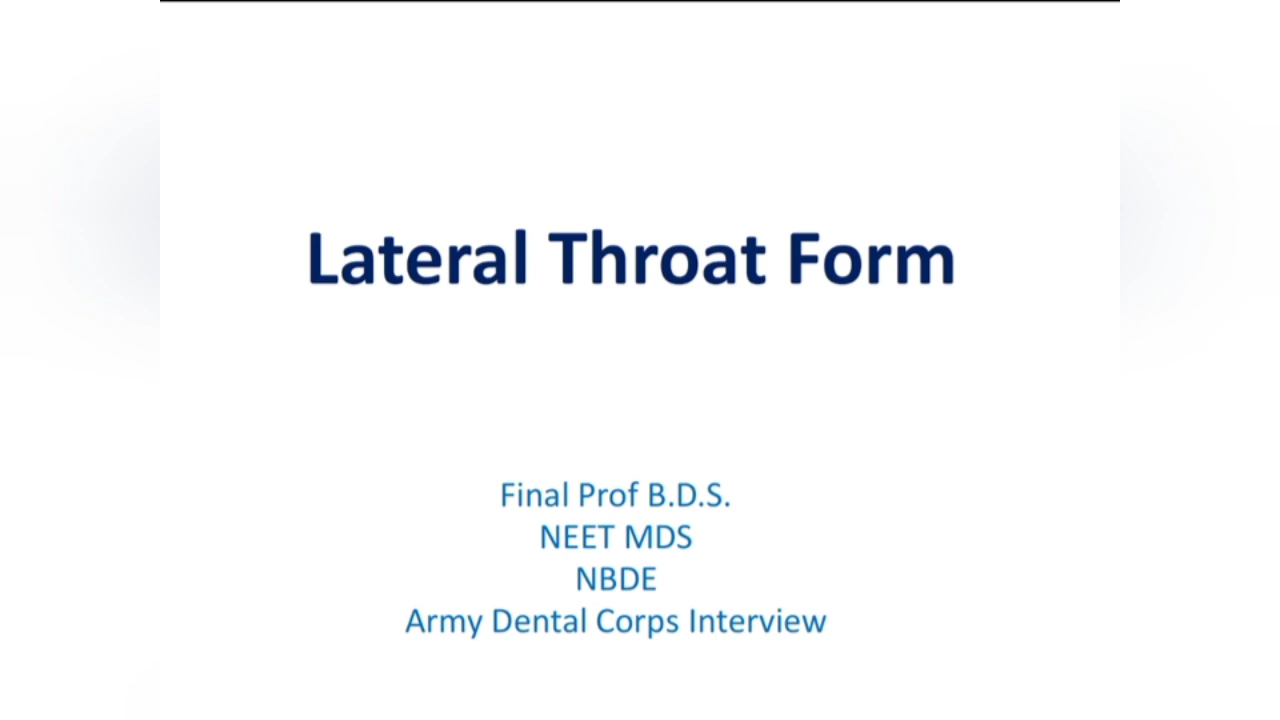 Lateral Throat Form
Final Prof B.D.S.
NEET MDS
NBDE
Army Dental Corps Interview